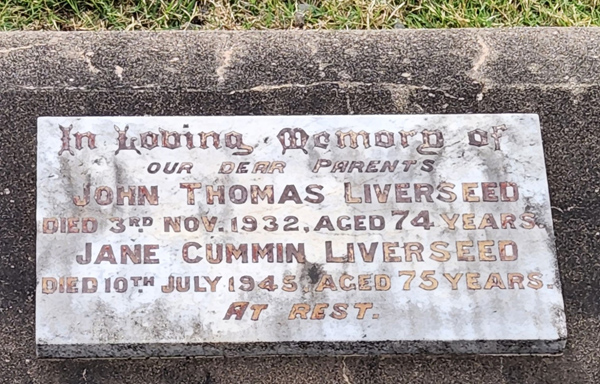 In Loving Memory of
OUR DEAR PARENTS
JOHN THOMAS LIVERSEED
DIED 3RD NOV. 1932, AGED 74 YEARS.
JANE CUMMIN LIVERSEED
DIED 10TH JULY 1945, AGED 75 YEARS.
AT REST.